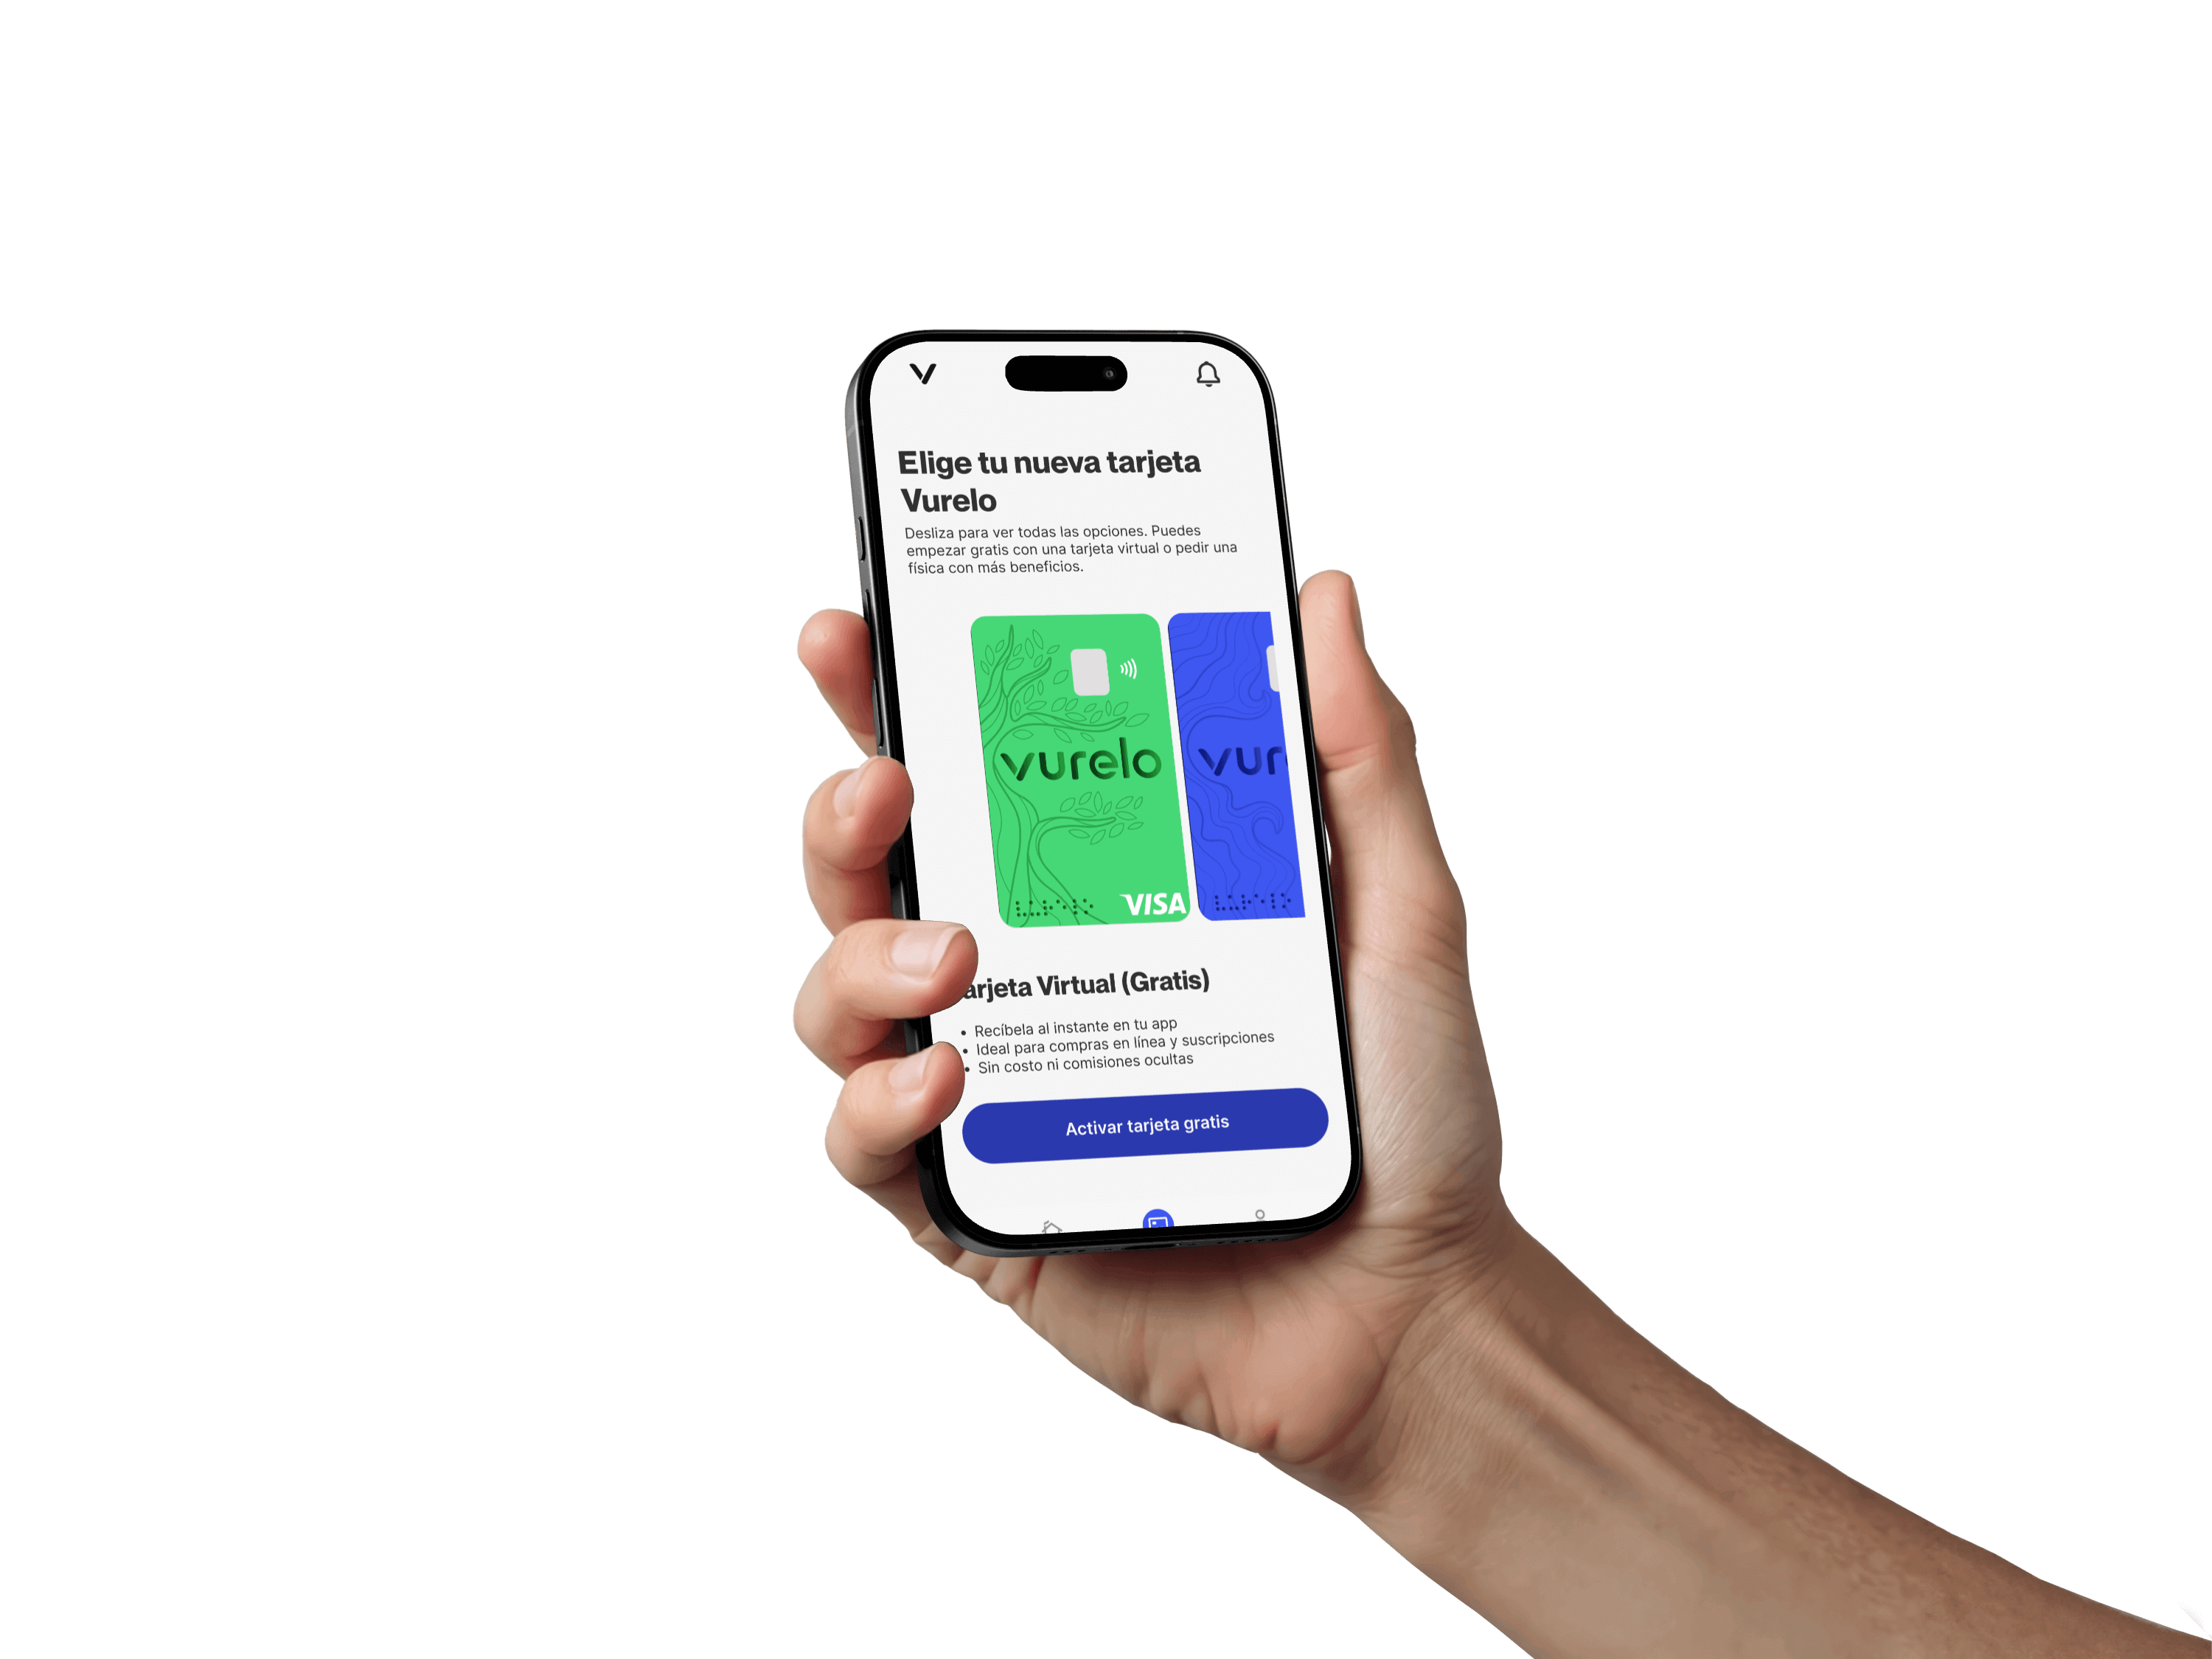 Elige tu nueva tarjeta
Vurelo
Desliza para ver todas las opciones. Puedes
empezar gratis con una tarjeta virtual o pedir una
física con más beneficios.
vurelo
vur
VISA
arjeta Virtual (Gratis)
• Recíbela al instante en tu app
• Ideal para compras en línea y suscripciones
• Sin costo ni comisiones ocultas
Activar tarjeta gratis